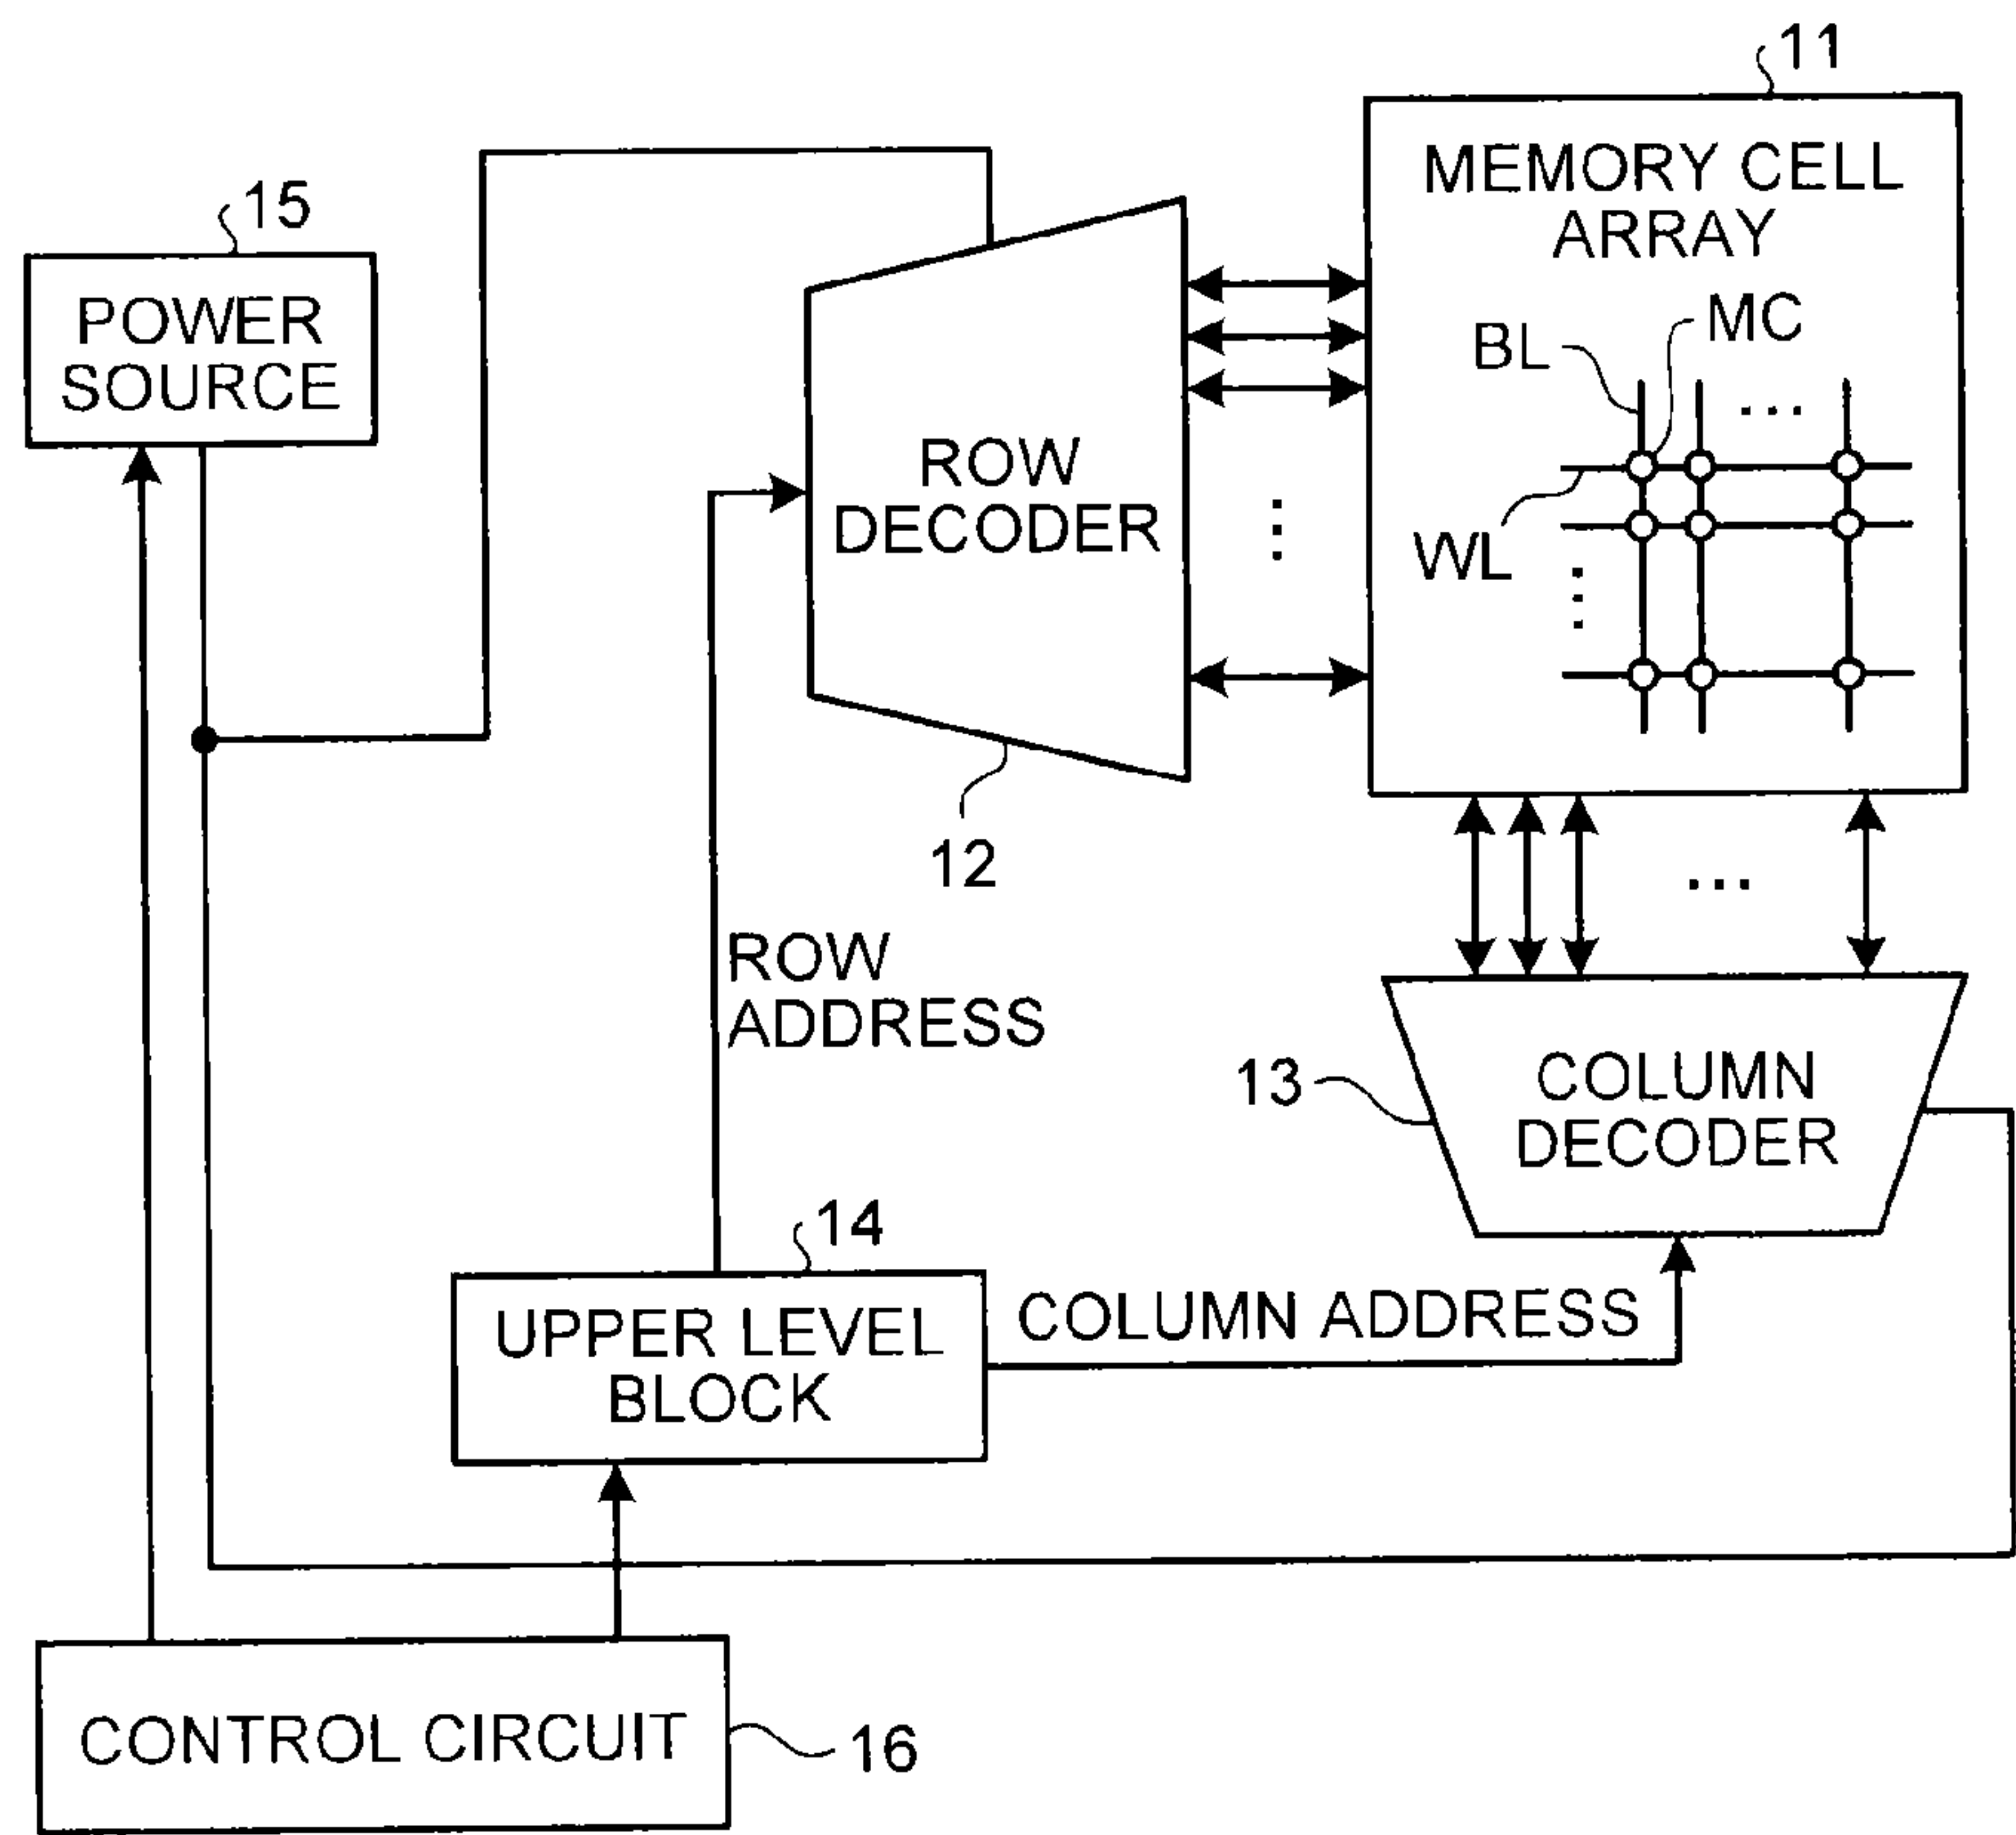 11
MEMORY CELL
ARRAY
15
POWER
SOURCE
MC
BL
ROW
DECODER
WL
12
ROW
ADDRESS
13
COLUMN
DECODER
14
UPPER LEVEL
BLOCK
COLUMN ADDRESS
CONTROL CIRCUIT
16